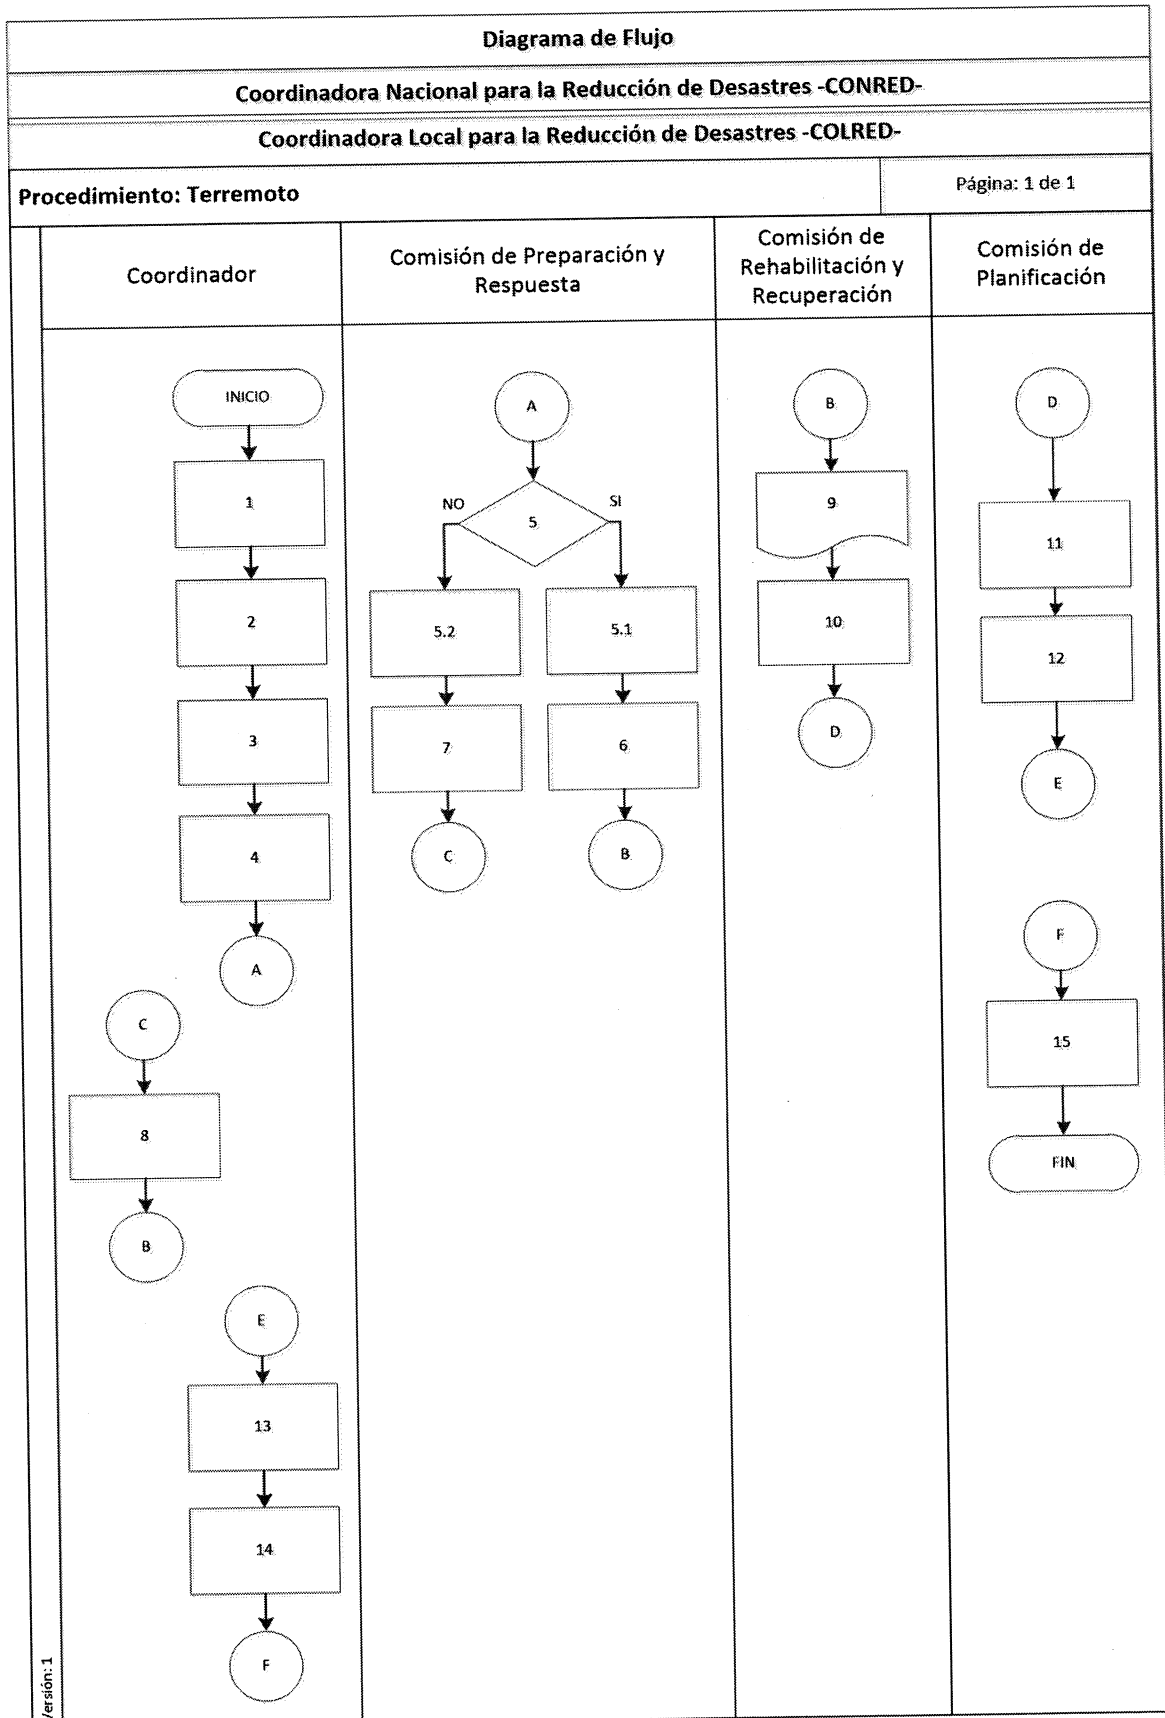 Diagrama de Flujo
Coordinadora Nacional para la Reducción de Desastres -CONRED-
Coordinadora Local para la Reducción de Desastres -COLRED-
Procedimiento: Terremoto
Página: 1 de 1
Coordinador
Comisión de Preparación y
Respuesta
Comisión de
Rehabilitación y
Recuperación
Comisión de
Planificación
INICIO
1
2
3
4
A
C
8
B
E
13
14
F
A
5
NO
SI
5.2
5.1
7
6
C
B
B
9
10
D
D
11
12
E
F
15
FIN
Versión: 1